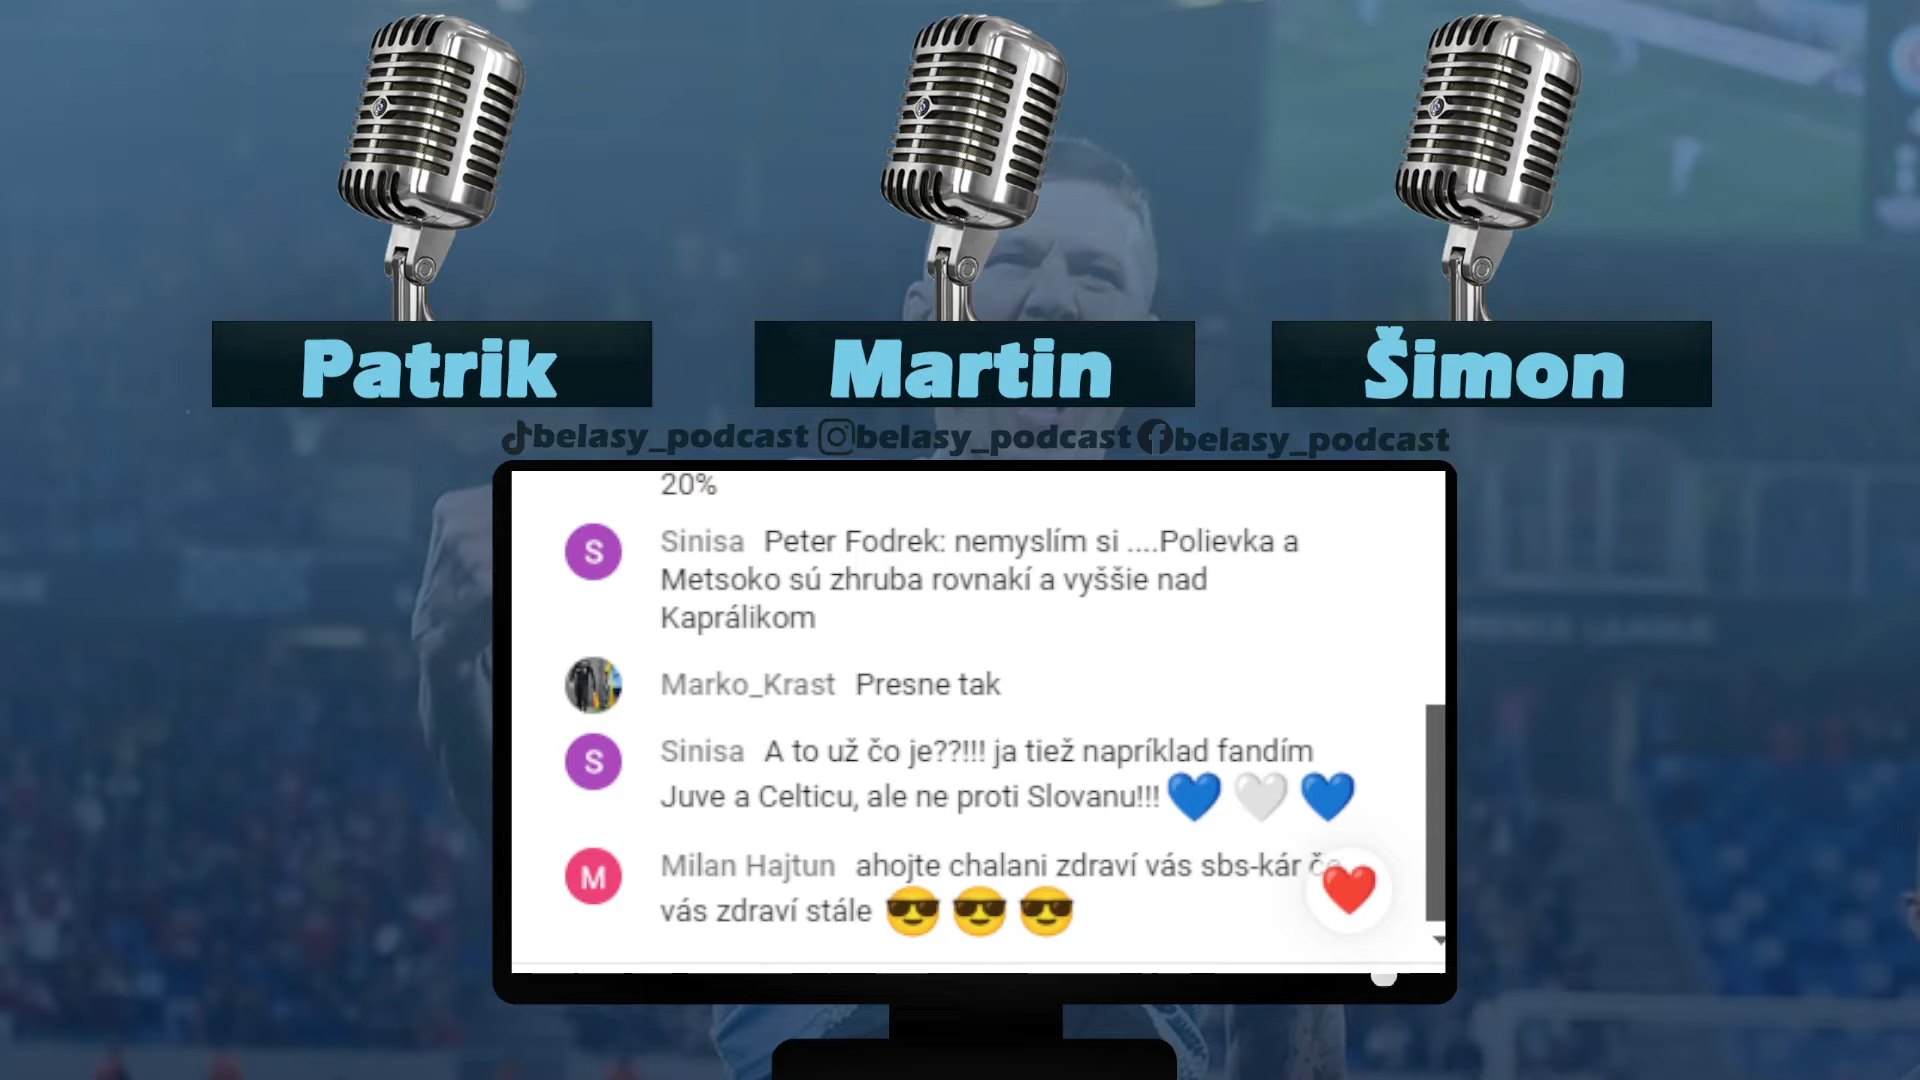 Patrik
Martin
Šimon
belasy_podcast belasy_podcast belasy_podcast
20%
S
Sinisa Peter Fodrek: nemyslím si ....Polievka a
Metsoko sú zhruba rovnakí a vyššie nad
Kaprálikom
Marko_Krast Presne tak
S
Sinisa A to už čo je??!!! ja tiež napríklad fandím
Juve a Celticu, ale ne proti Slovanu!!! 💙 🤍 💙
M
Milan Hajtun ahojte chalani zdraví vás sbs-kár
vás zdraví stále 😎 😎 😎